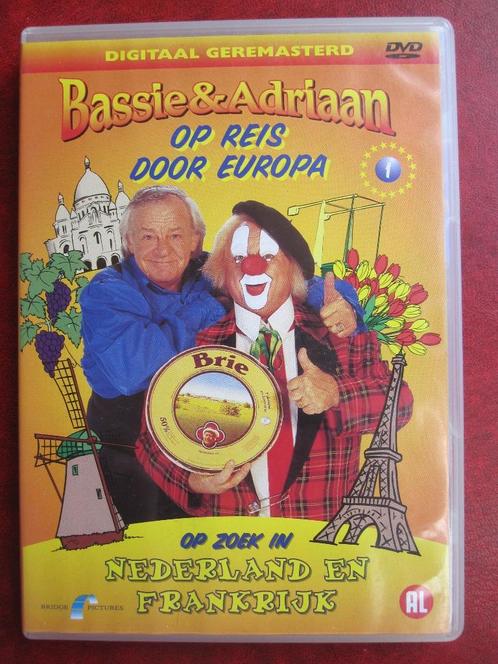 DIGITAAL GEREMASTERD
DVD
Bassie & Adriaan
OP REIS
DOOR EUROPA
1
Brie
50%
OP ZOEK IN
NEDERLAND EN
FRANKRIJK
BRIDGE PICTURES
AL